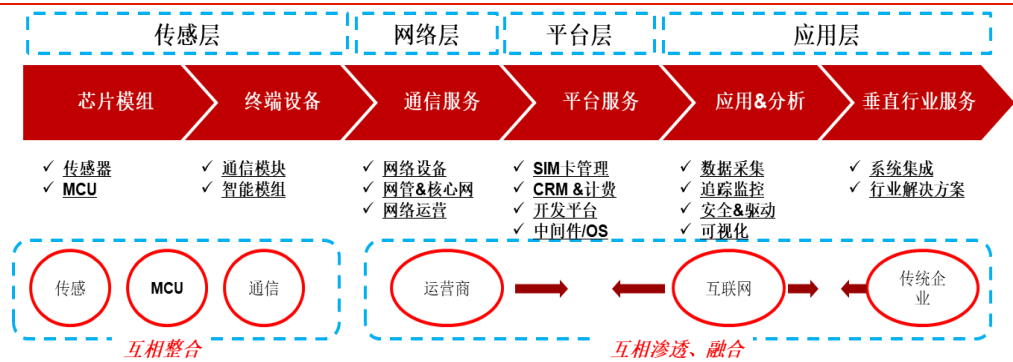 传感层
网络层
平台层
应用层
芯片模组
终端设备
通信服务
平台服务
应用&分析
垂直行业服务
✓ 传感器
✓ MCU
✓ 通信模块
✓ 智能模组
✓ 网络设备
✓ 网管&核心网
✓ 网络运营
✓ SIM卡管理
✓ CRM &计费
✓ 开发平台
✓ 中间件/OS
✓ 数据采集
✓ 追踪监控
✓ 安全&驱动
✓ 可视化
✓ 系统集成
✓ 行业解决方案
传感
MCU
通信
运营商
互联网
传统企
业
互相整合
互相渗透、融合